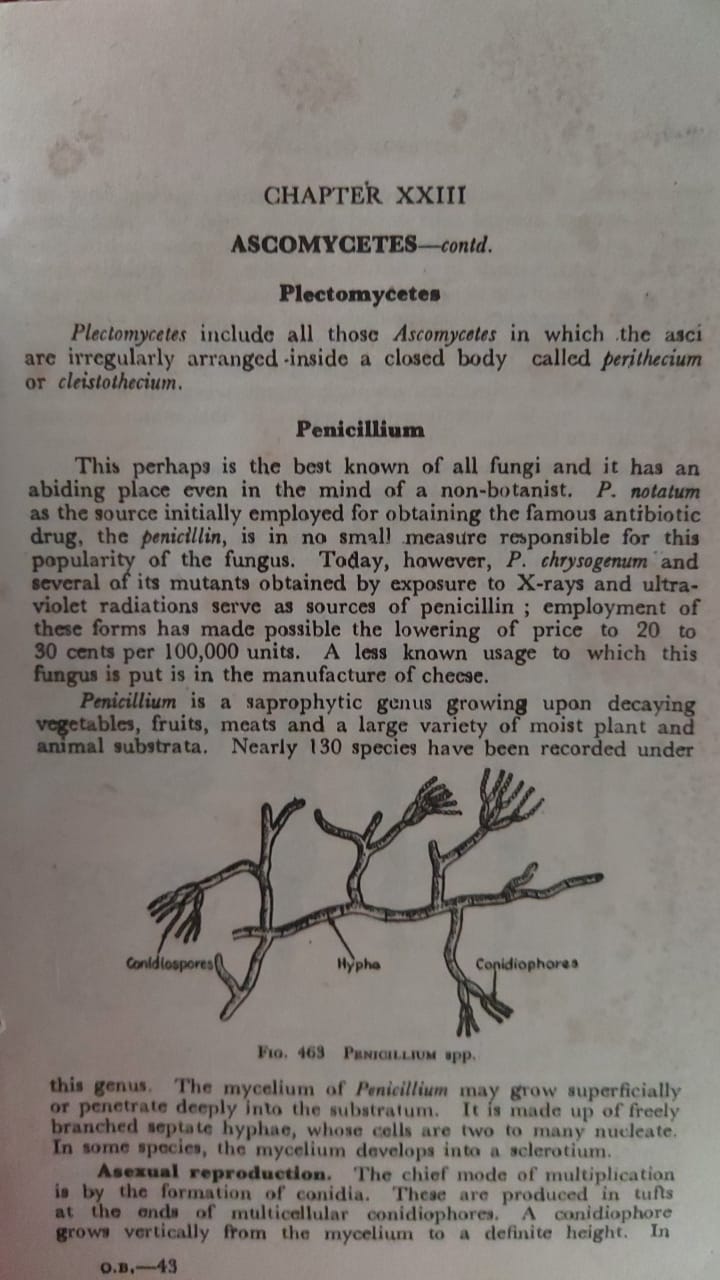 CHAPTER XXIII
ASCOMYCETES—contd.
Plectomycetes
Plectomycetes include all those Ascomycetes in which the asci
are irregularly arranged inside a closed body called perithecium
or cleistothecium.
Penicillium
This perhaps is the best known of all fungi and it has an
abiding place even in the mind of a non-botanist. P. notatum
as the source initially employed for obtaining the famous antibiotic
drug, the penicillin, is in no small measure responsible for this
popularity of the fungus. Today, however, P. chrysogenum and
several of its mutants obtained by exposure to X-rays and ultra-
violet radiations serve as sources of penicillin ; employment of
these forms has made possible the lowering of price to 20 to
30 cents per 100,000 units. A less known usage to which this
fungus is put is in the manufacture of cheese.
Penicillium is a saprophytic genus growing upon decaying
vegetables, fruits, meats and a large variety of moist plant and
animal substrata. Nearly 130 species have been recorded under
Conidiospores
Hypha
Conidiophores
FIG. 463 PENICILLIUM spp.
this genus. The mycelium of Penicillium may grow superficially
or penetrate deeply into the substratum. It is made up of freely
branched septate hyphae, whose cells are two to many nucleate.
In some species, the mycelium develops into a sclerotium.
Asexual reproduction. The chief mode of multiplication
is by the formation of conidia. These are produced in tufts
at the ends of multicellular conidiophores. A conidiophore
grows vertically from the mycelium to a definite height. In
O.B.—43